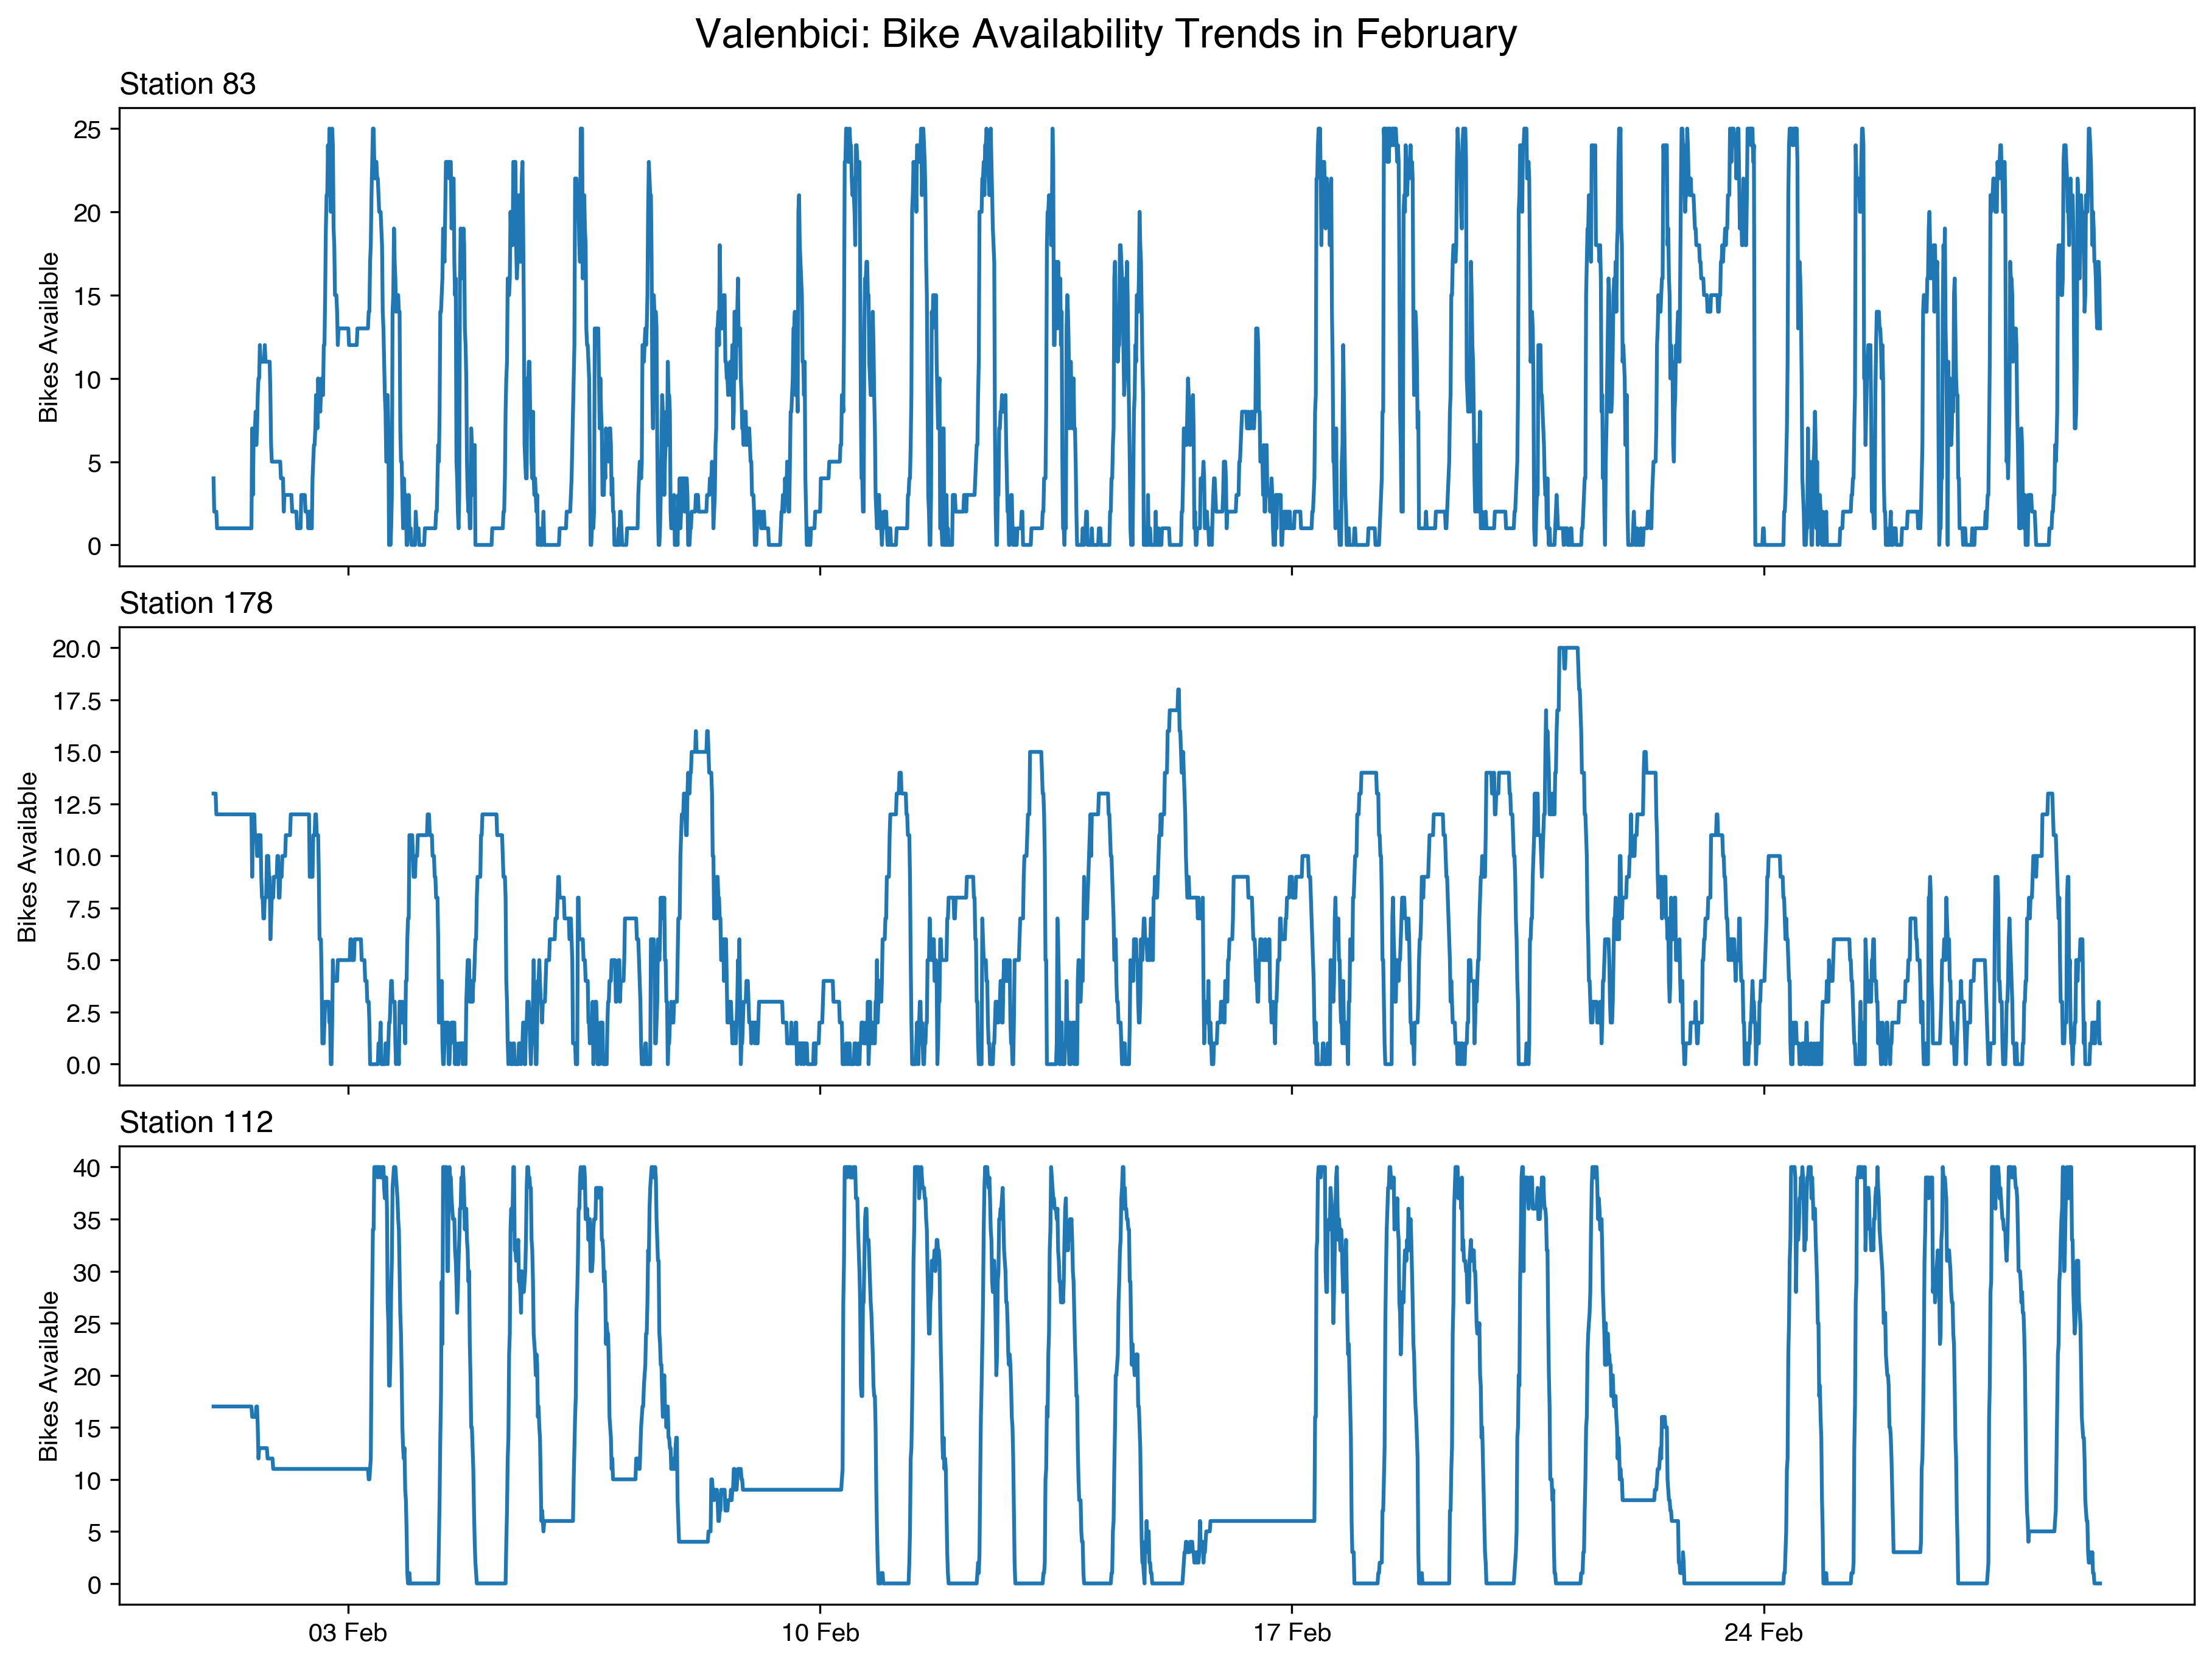 Valenbici: Bike Availability Trends in February
Station 83
Bikes Available
25
20
15
10
5
0
Station 178
Bikes Available
20.0
17.5
15.0
12.5
10.0
7.5
5.0
2.5
0.0
Station 112
Bikes Available
40
35
30
25
20
15
10
5
0
03 Feb
10 Feb
17 Feb
24 Feb